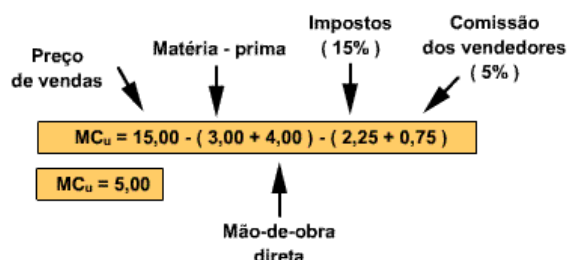 Preço
de vendas
Matéria - prima
Impostos
( 15% )
Comissão
dos vendedores
( 5% )
MCu = 15,00 - ( 3,00 + 4,00 ) - ( 2,25 + 0,75 )
MCu = 5,00
Mão-de-obra
direta